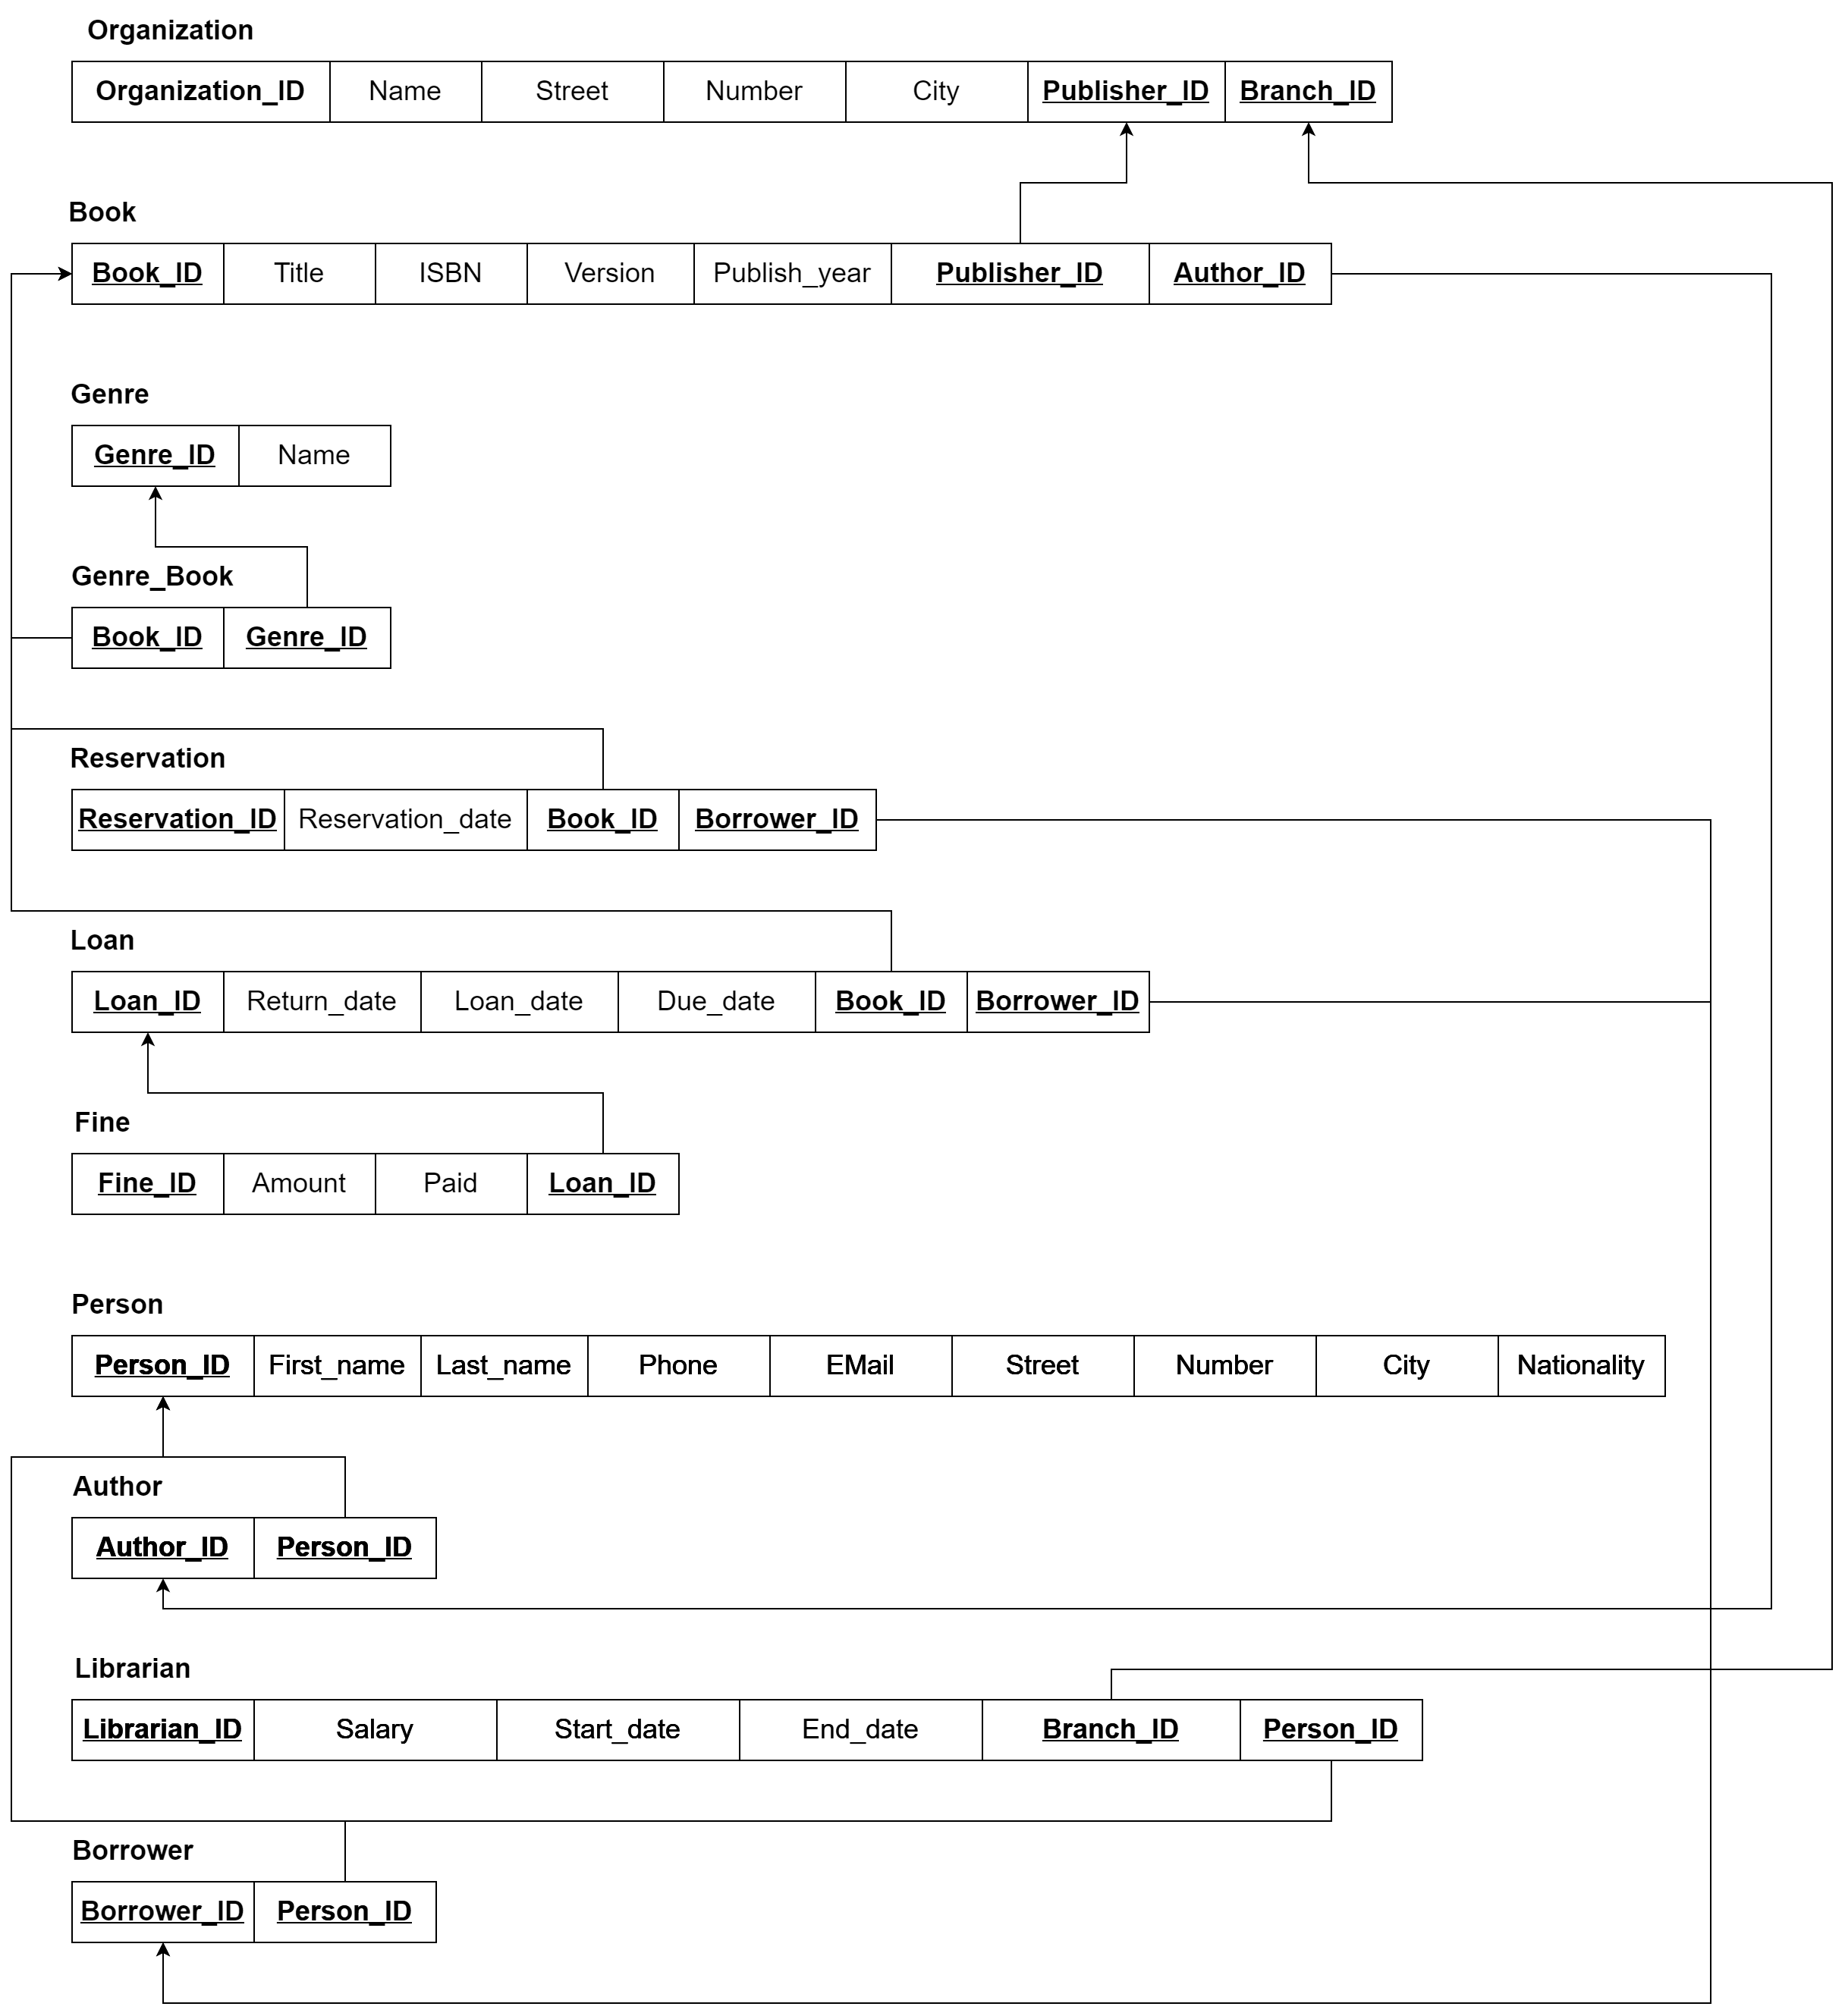 Organization
Organization_ID Name Street Number City Publisher_ID Branch_ID
Book
Book_ID Title ISBN Version Publish_year Publisher_ID Author_ID
Genre
Genre_ID Name
Genre_Book
Book_ID Genre_ID
Reservation
Reservation_ID Reservation_date Book_ID Borrower_ID
Loan
Loan_ID Return_date Loan_date Due_date Book_ID Borrower_ID
Fine
Fine_ID Amount Paid Loan_ID
Person
Person_ID First_name Last_name Phone EMail Street Number City Nationality
Author
Author_ID Person_ID
Librarian
Librarian_ID Salary Start_date End_date Branch_ID Person_ID
Borrower
Borrower_ID Person_ID